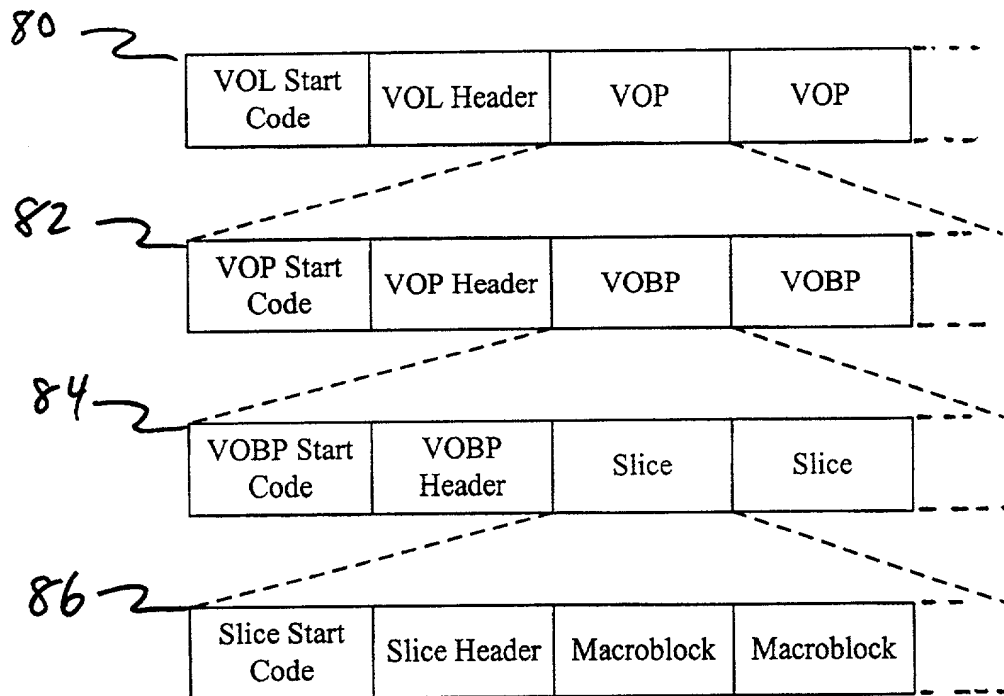 80
VOL Start Code
VOL Header
VOP
VOP
82
VOP Start Code
VOP Header
VOBP
VOBP
84
VOBP Start Code
VOBP Header
Slice
Slice
86
Slice Start Code
Slice Header
Macroblock
Macroblock